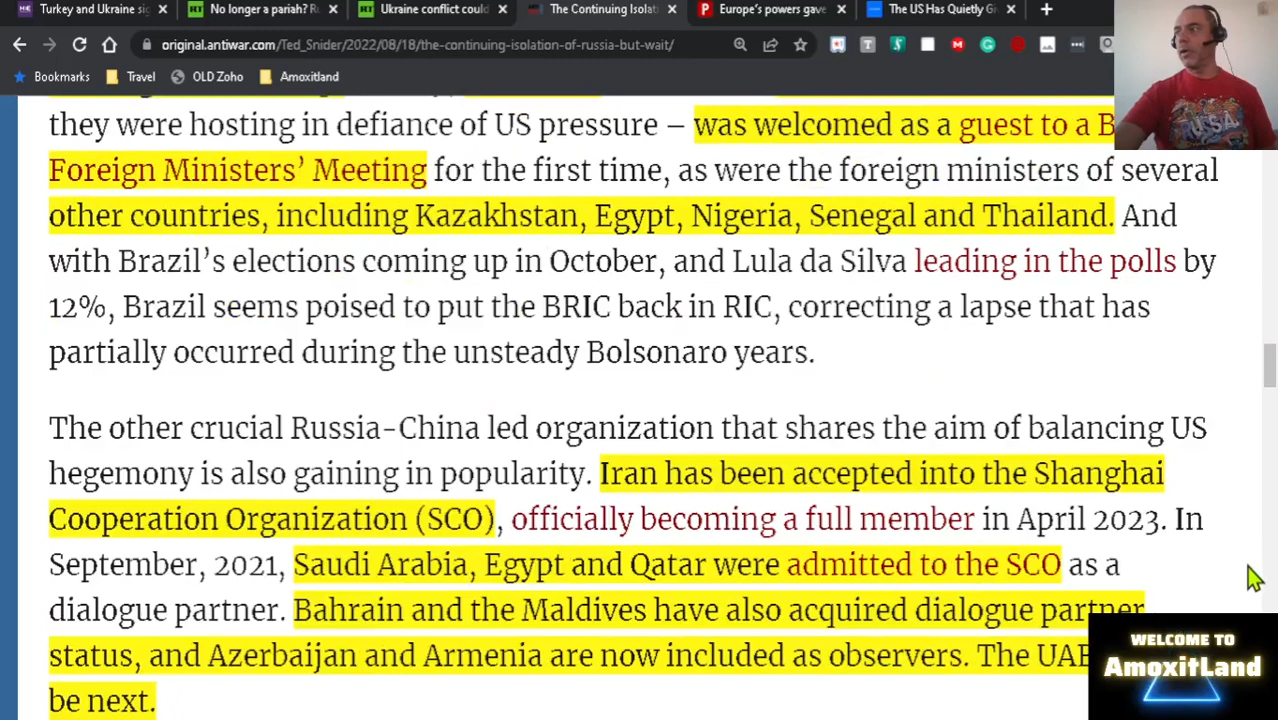 Turkey and Ukraine si
No longer a pariah? R
Ukraine conflict could
The Continuing Isolat
Europe's powers gave
The US Has Quietly Gi
original.antiwar.com/Ted_Snider/2022/08/18/the-continuing-isolation-of-russia-but-wait/
Bookmarks Travel OLD Zoho Amoxitland
they were hosting in defiance of US pressure – was welcomed as a guest to a B
Foreign Ministers' Meeting for the first time, as were the foreign ministers of several
other countries, including Kazakhstan, Egypt, Nigeria, Senegal and Thailand. And
with Brazil's elections coming up in October, and Lula da Silva leading in the polls by
12%, Brazil seems poised to put the BRIC back in RIC, correcting a lapse that has
partially occurred during the unsteady Bolsonaro years.
The other crucial Russia-China led organization that shares the aim of balancing US
hegemony is also gaining in popularity. Iran has been accepted into the Shanghai
Cooperation Organization (SCO), officially becoming a full member in April 2023. In
September, 2021, Saudi Arabia, Egypt and Qatar were admitted to the SCO as a
dialogue partner. Bahrain and the Maldives have also acquired dialogue partner
status, and Azerbaijan and Armenia are now included as observers. The UAE
be next.
WELCOME TO
AmoxitLand
USA